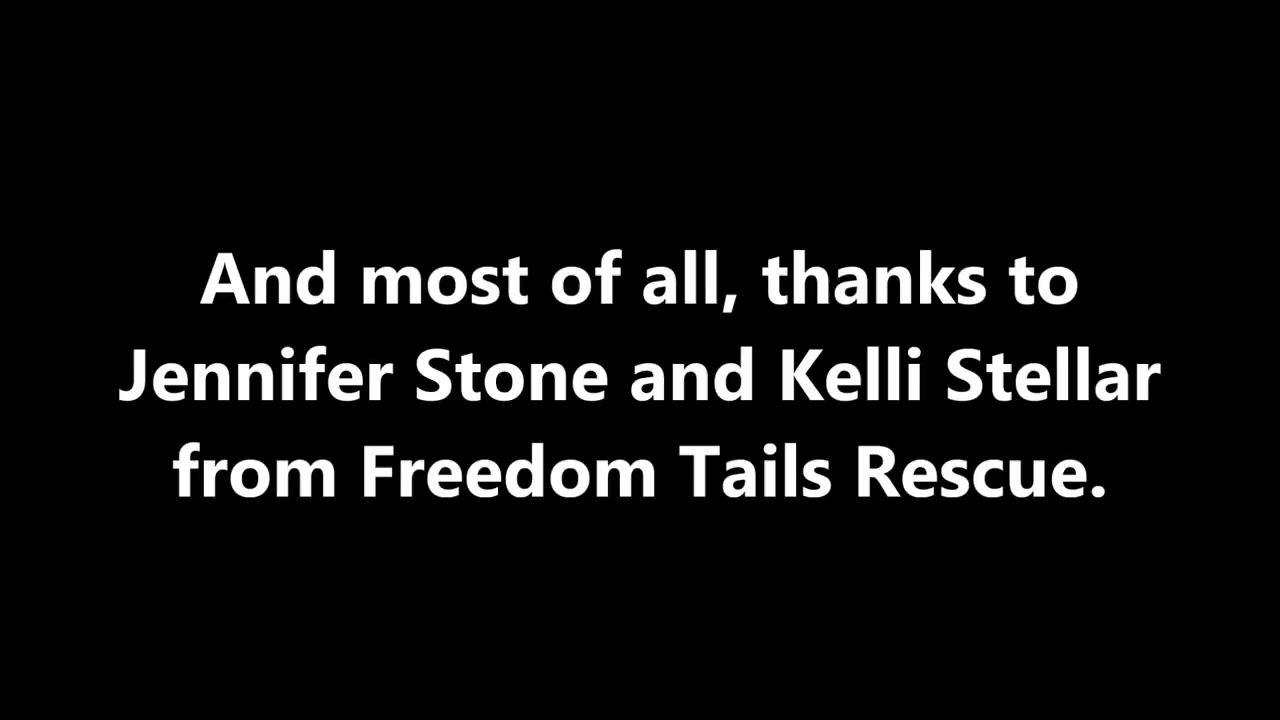 And most of all, thanks to
Jennifer Stone and Kelli Stellar
from Freedom Tails Rescue.